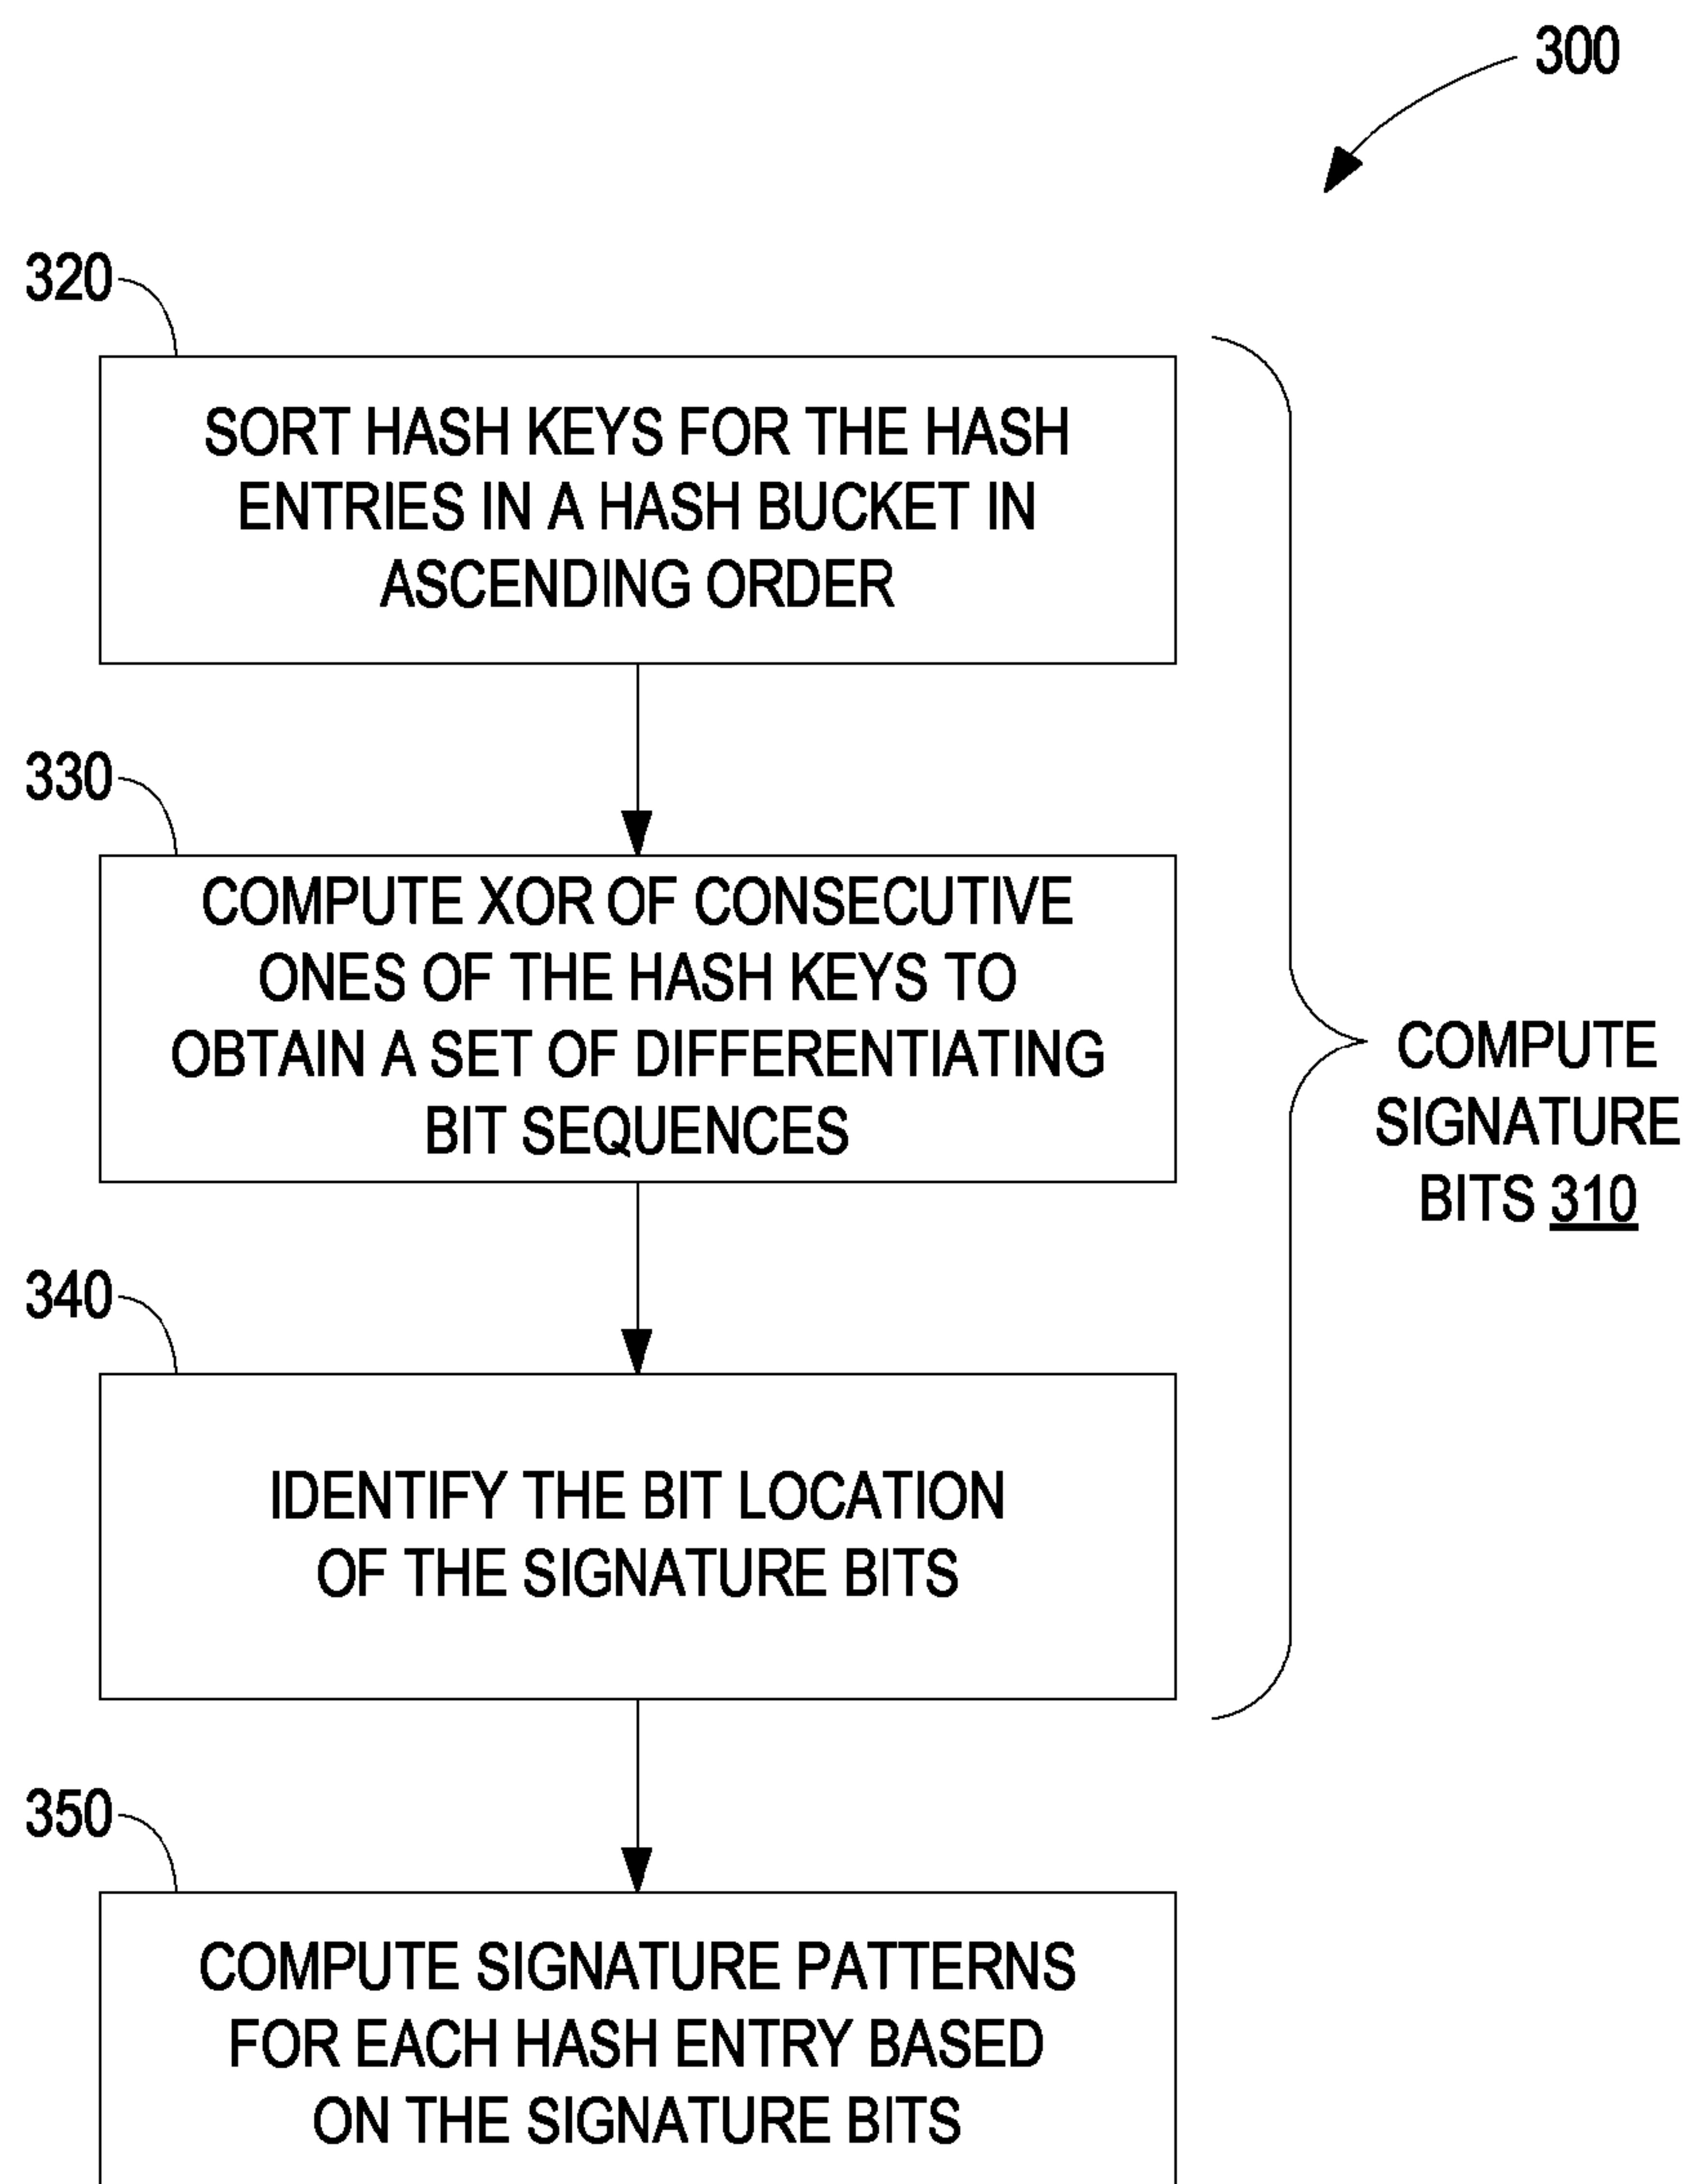 300
320
SORT HASH KEYS FOR THE HASH
ENTRIES IN A HASH BUCKET IN
ASCENDING ORDER
330
COMPUTE XOR OF CONSECUTIVE
ONES OF THE HASH KEYS TO
OBTAIN A SET OF DIFFERENTIATING
BIT SEQUENCES
COMPUTE
SIGNATURE
BITS 310
340
IDENTIFY THE BIT LOCATION
OF THE SIGNATURE BITS
350
COMPUTE SIGNATURE PATTERNS
FOR EACH HASH ENTRY BASED
ON THE SIGNATURE BITS